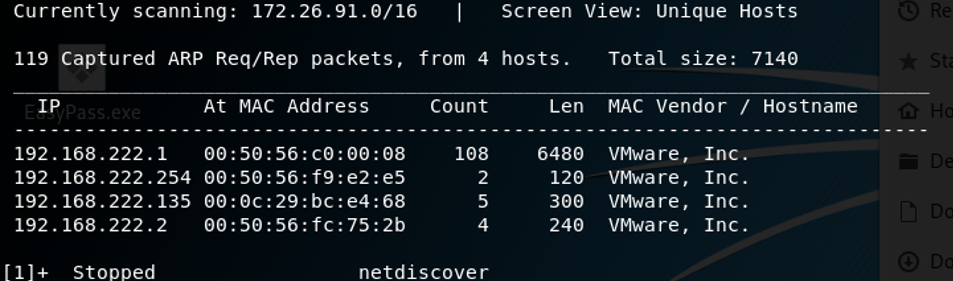 Currently scanning: 172.26.91.0/16   |   Screen View: Unique Hosts
119 Captured ARP Req/Rep packets, from 4 hosts.   Total size: 7140
_____________________________________________________________________________
IP            At MAC Address     Count     Len  MAC Vendor / Hostname
EasyPass.exe
-----------------------------------------------------------------------------
192.168.222.1   00:50:56:c0:00:08    108    6480  VMware, Inc.
192.168.222.254 00:50:56:f9:e2:e5      2     120  VMware, Inc.
192.168.222.135 00:0c:29:bc:e4:68      5     300  VMware, Inc.
192.168.222.2   00:50:56:fc:75:2b      4     240  VMware, Inc.
[1]+  Stopped                 netdiscover
Re
Sta
Ho
De
Do
Do